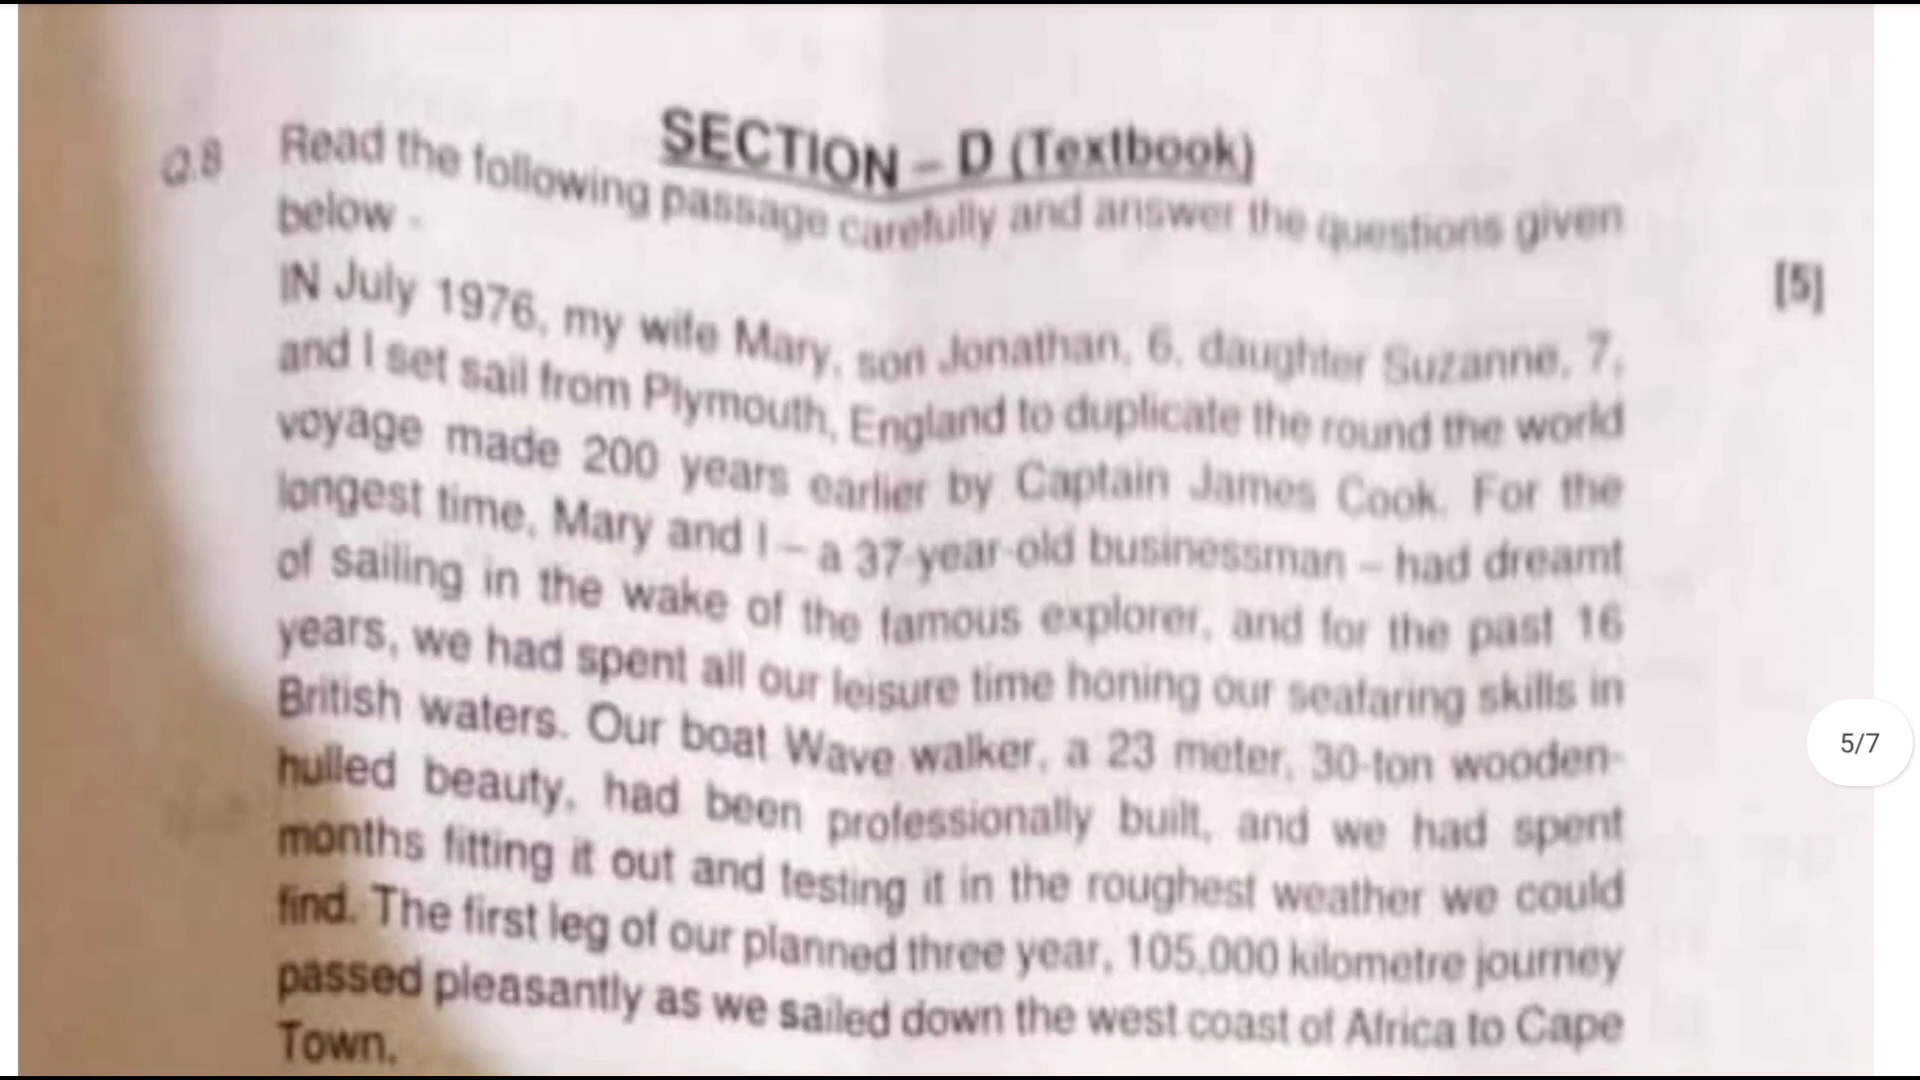 SECTION – D (Textbook)
Q.8 Read the following passage carefully and answer the questions given
below -
[5]
IN July 1976, my wife Mary, son Jonathan, 6, daughter Suzanne, 7,
and I set sail from Plymouth, England to duplicate the round the world
voyage made 200 years earlier by Captain James Cook. For the
longest time, Mary and I – a 37 year-old businessman – had dreamt
of sailing in the wake of the famous explorer, and for the past 16
years, we had spent all our leisure time honing our seafaring skills in
British waters. Our boat Wave walker, a 23 meter, 30-ton wooden-
hulled beauty, had been professionally built, and we had spent
months fitting it out and testing it in the roughest weather we could
find. The first leg of our planned three year, 105,000 kilometre journey
passed pleasantly as we sailed down the west coast of Africa to Cape
Town.
5/7